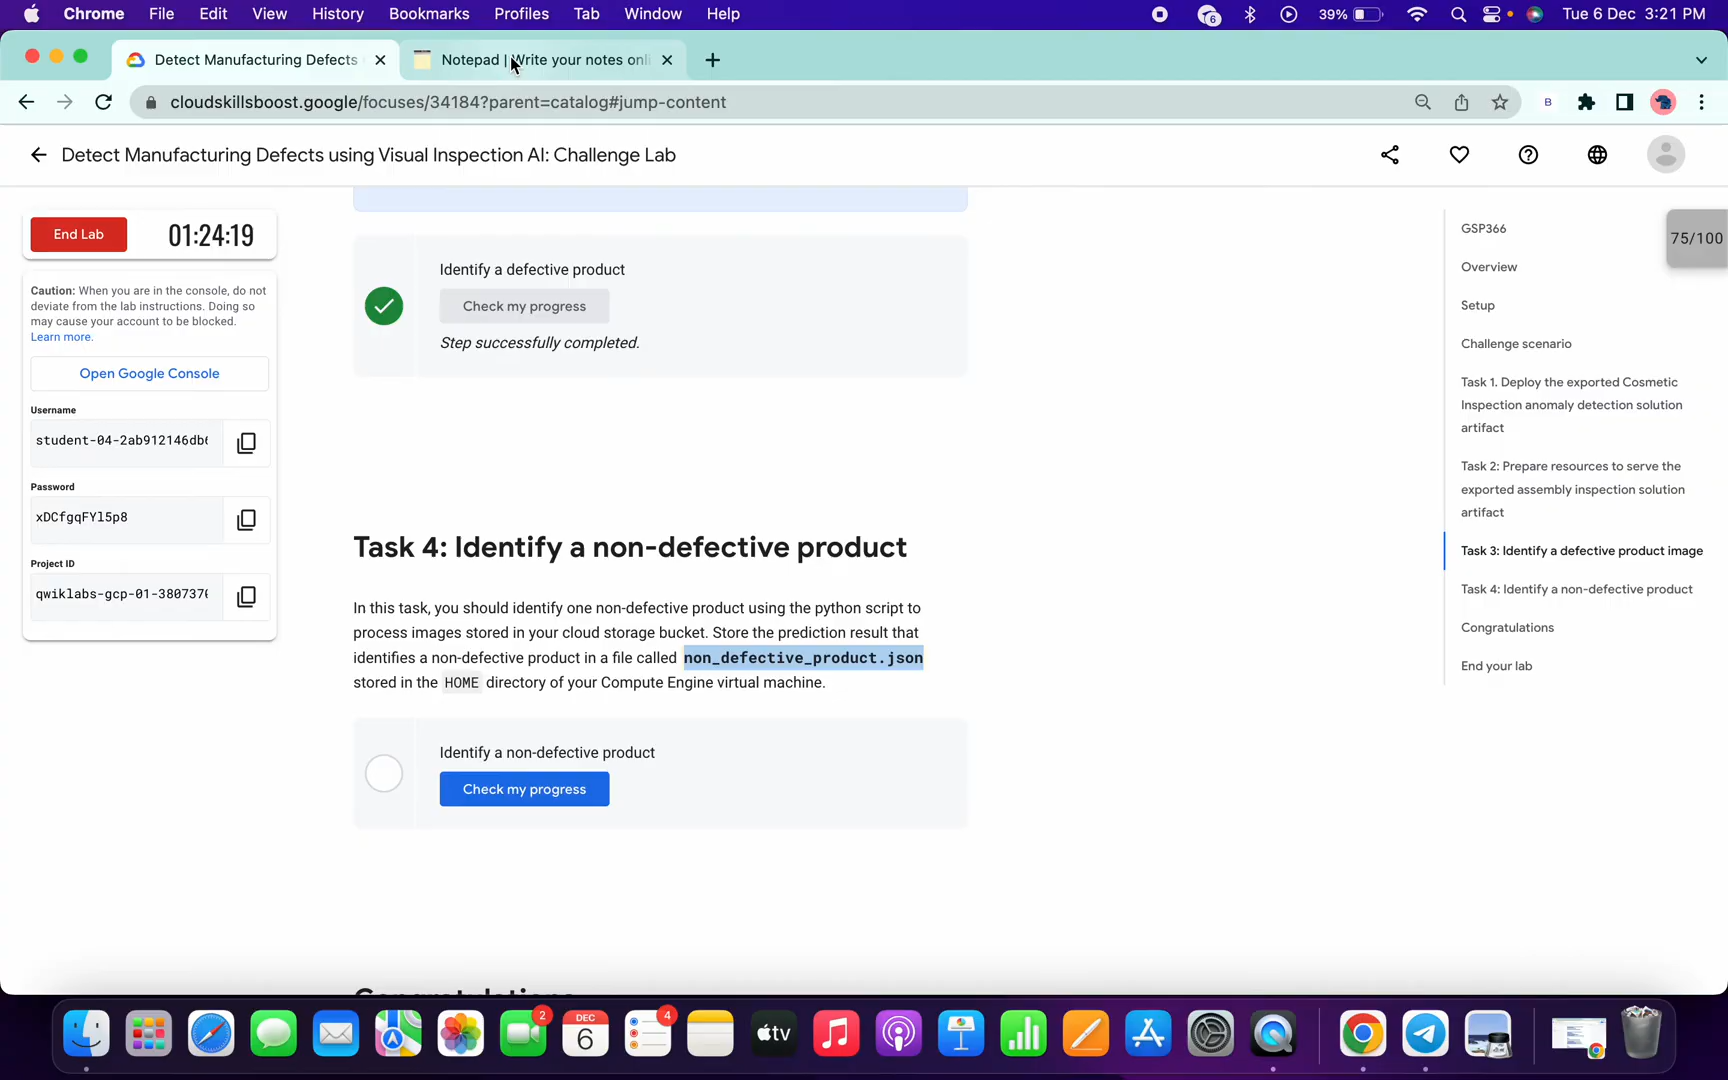 Chrome File Edit View History Bookmarks Profiles Tab Window Help
6 39% Tue 6 Dec 3:21 PM
Detect Manufacturing Defects
Notepad | Write your notes onli
cloudskillsboost.google/focuses/34184?parent=catalog#jump-content
B
Detect Manufacturing Defects using Visual Inspection AI: Challenge Lab
End Lab
01:24:19
Caution: When you are in the console, do not
deviate from the lab instructions. Doing so
may cause your account to be blocked.
Learn more.
Open Google Console
Username
student-04-2ab912146db6
Password
xDCfgqFYl5p8
Project ID
qwiklabs-gcp-01-3807370
Identify a defective product
Check my progress
Step successfully completed.
Task 4: Identify a non-defective product
In this task, you should identify one non-defective product using the python script to
process images stored in your cloud storage bucket. Store the prediction result that
identifies a non-defective product in a file called non_defective_product.json
stored in the HOME directory of your Compute Engine virtual machine.
Identify a non-defective product
Check my progress
GSP366
75/100
Overview
Setup
Challenge scenario
Task 1. Deploy the exported Cosmetic
Inspection anomaly detection solution
artifact
Task 2: Prepare resources to serve the
exported assembly inspection solution
artifact
Task 3: Identify a defective product image
Task 4: Identify a non-defective product
Congratulations
End your lab
Congratulations
2
DEC
6
4
tv